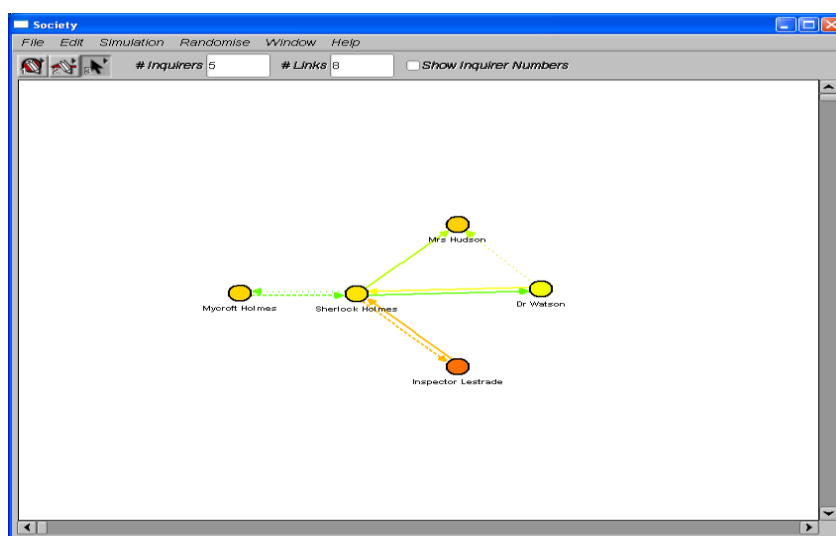 Society
File Edit Simulation Randomise Window Help
# Inquirers 5 # Links 8 Show Inquirer Numbers
Mrs Hudson
Mycroft Holmes
Sherlock Holmes
Dr Watson
Inspector Lestrade